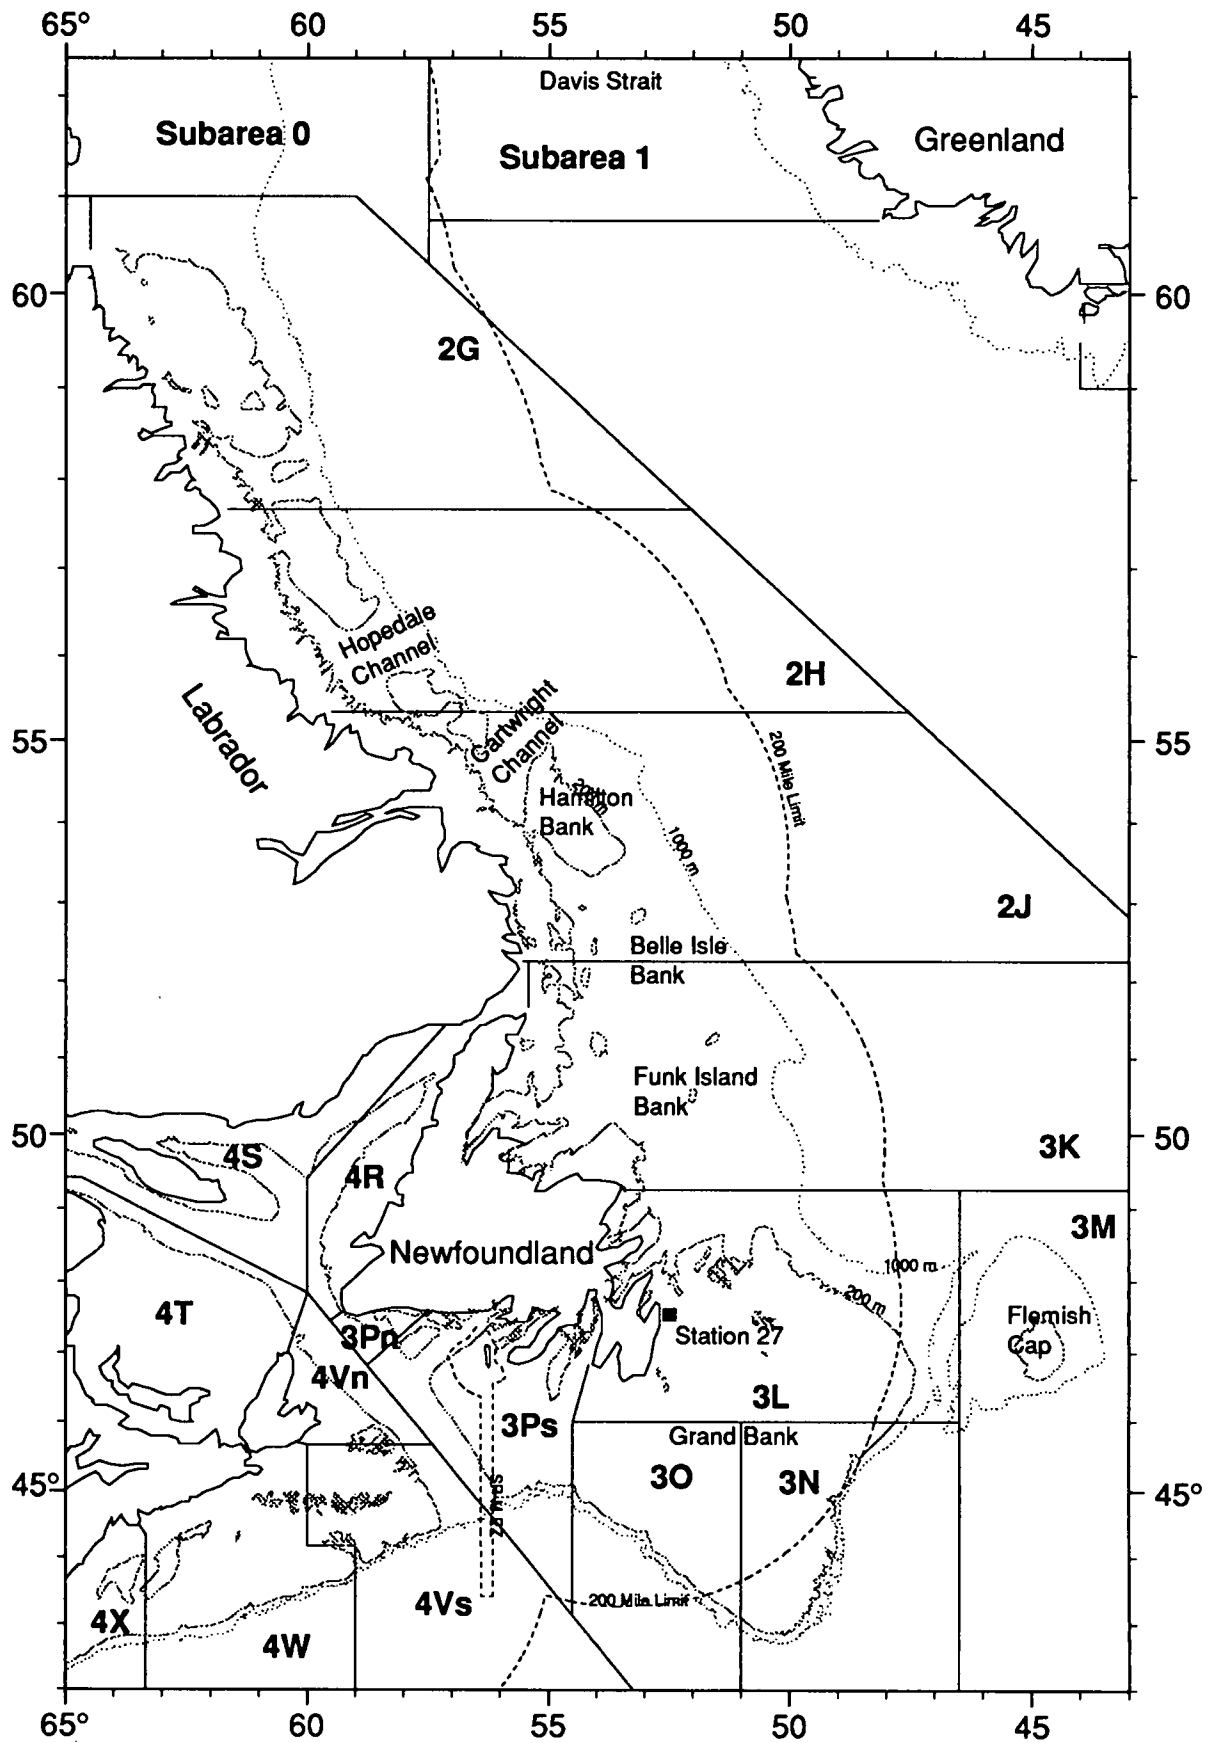 65° 60 55 50 45
Davis Strait
Subarea 0
Subarea 1
Greenland
60 60
2G
Hopedale
Channel
2H
Labrador
Cartwright
Channel
55 55
200 Mile Limit
200 m
Hamilton
Bank
1000 m
2J
Belle Isle
Bank
Funk Island
Bank
50 50
3K
4S
4R
3M
Newfoundland
1000 m
200 m
4T
Flemish
Cap
3Pn
Station 27
4Vn
3L
3Ps
Grand Bank
3O
3N
45° 45°
200 Mile Limit
4Vs
4X
4W
65° 60 55 50 45